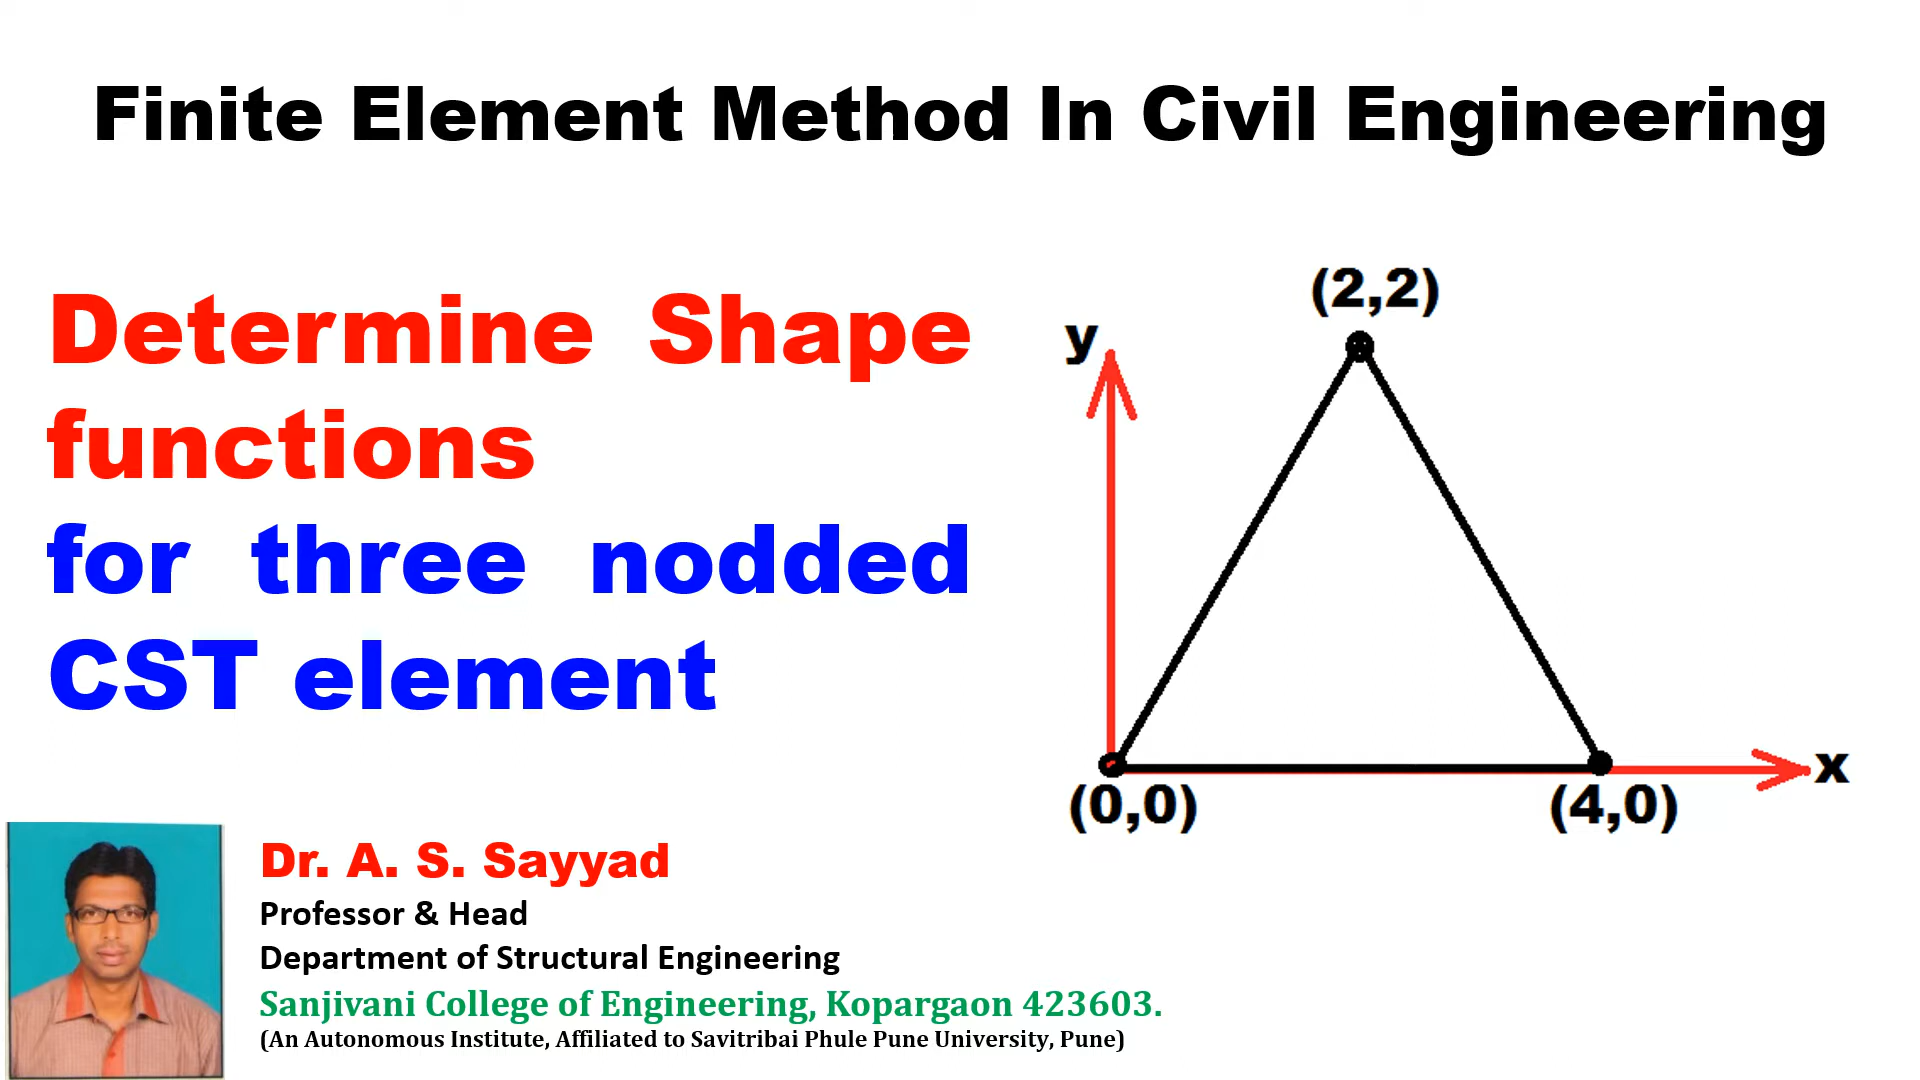 Finite Element Method In Civil Engineering
Determine Shape
functions
for three nodded
CST element
(2,2)
y
x
(0,0)
(4,0)
Dr. A. S. Sayyad
Professor & Head
Department of Structural Engineering
Sanjivani College of Engineering, Kopargaon 423603.
(An Autonomous Institute, Affiliated to Savitribai Phule Pune University, Pune)